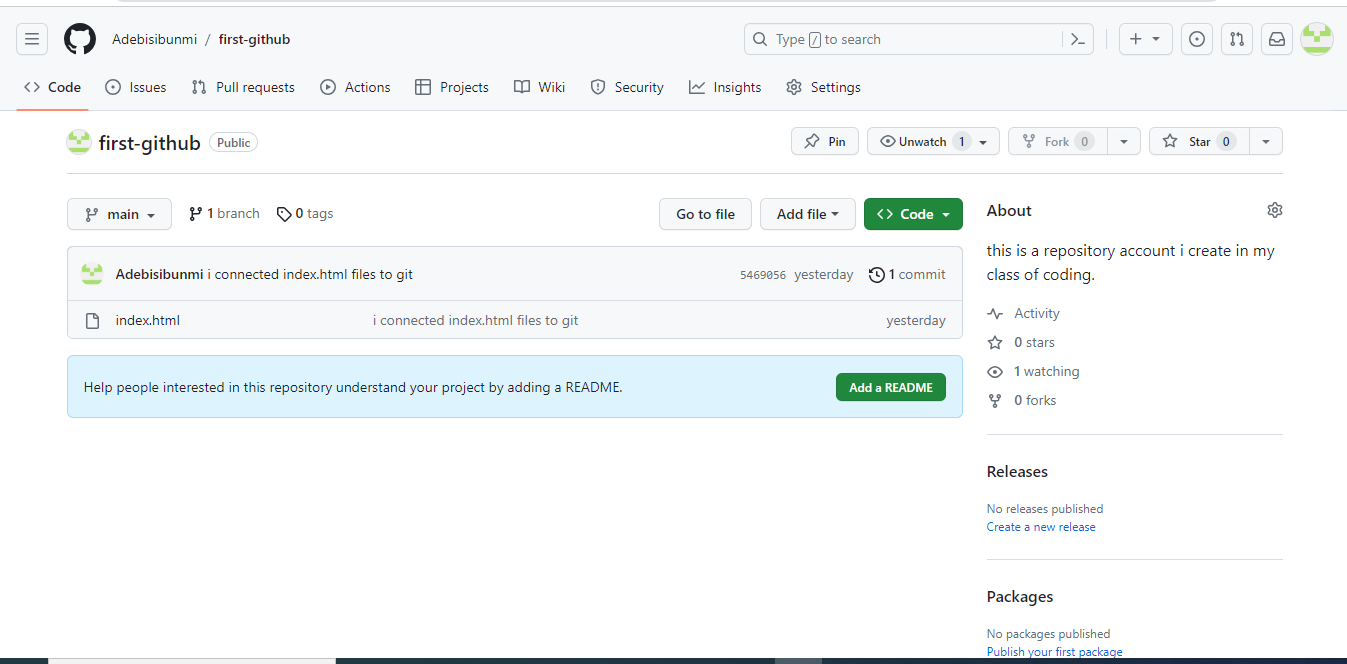 Adebisibunmi / first-github
Type / to search
Code Issues Pull requests Actions Projects Wiki Security Insights Settings
first-github Public
Pin Unwatch 1 Fork 0 Star 0
main 1 branch 0 tags
Go to file Add file Code
Adebisibunmi i connected index.html files to git 5469056 yesterday 1 commit
index.html i connected index.html files to git yesterday
Help people interested in this repository understand your project by adding a README. Add a README
About
this is a repository account i create in my
class of coding.
Activity
0 stars
1 watching
0 forks
Releases
No releases published
Create a new release
Packages
No packages published
Publish your first package